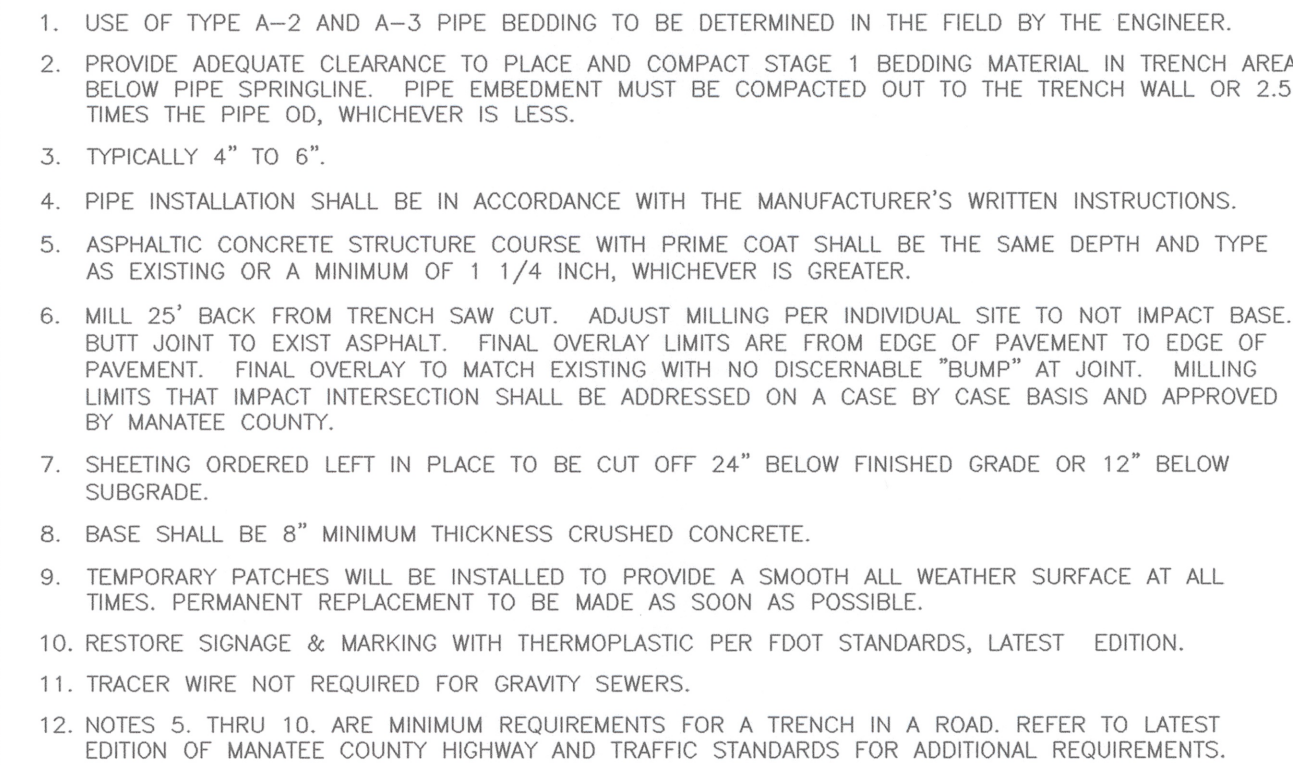 1. USE OF TYPE A-2 AND A-3 PIPE BEDDING TO BE DETERMINED IN THE FIELD BY THE ENGINEER.
2. PROVIDE ADEQUATE CLEARANCE TO PLACE AND COMPACT STAGE 1 BEDDING MATERIAL IN TRENCH AREA
BELOW PIPE SPRINGLINE. PIPE EMBEDMENT MUST BE COMPACTED OUT TO THE TRENCH WALL OR 2.5
TIMES THE PIPE OD, WHICHEVER IS LESS.
3. TYPICALLY 4" TO 6".
4. PIPE INSTALLATION SHALL BE IN ACCORDANCE WITH THE MANUFACTURER'S WRITTEN INSTRUCTIONS.
5. ASPHALTIC CONCRETE STRUCTURE COURSE WITH PRIME COAT SHALL BE THE SAME DEPTH AND TYPE
AS EXISTING OR A MINIMUM OF 1 1/4 INCH, WHICHEVER IS GREATER.
6. MILL 25' BACK FROM TRENCH SAW CUT. ADJUST MILLING PER INDIVIDUAL SITE TO NOT IMPACT BASE.
BUTT JOINT TO EXIST ASPHALT. FINAL OVERLAY LIMITS ARE FROM EDGE OF PAVEMENT TO EDGE OF
PAVEMENT. FINAL OVERLAY TO MATCH EXISTING WITH NO DISCERNABLE "BUMP" AT JOINT. MILLING
LIMITS THAT IMPACT INTERSECTION SHALL BE ADDRESSED ON A CASE BY CASE BASIS AND APPROVED
BY MANATEE COUNTY.
7. SHEETING ORDERED LEFT IN PLACE TO BE CUT OFF 24" BELOW FINISHED GRADE OR 12" BELOW
SUBGRADE.
8. BASE SHALL BE 8" MINIMUM THICKNESS CRUSHED CONCRETE.
9. TEMPORARY PATCHES WILL BE INSTALLED TO PROVIDE A SMOOTH ALL WEATHER SURFACE AT ALL
TIMES. PERMANENT REPLACEMENT TO BE MADE AS SOON AS POSSIBLE.
10. RESTORE SIGNAGE & MARKING WITH THERMOPLASTIC PER FDOT STANDARDS, LATEST EDITION.
11. TRACER WIRE NOT REQUIRED FOR GRAVITY SEWERS.
12. NOTES 5. THRU 10. ARE MINIMUM REQUIREMENTS FOR A TRENCH IN A ROAD. REFER TO LATEST
EDITION OF MANATEE COUNTY HIGHWAY AND TRAFFIC STANDARDS FOR ADDITIONAL REQUIREMENTS.